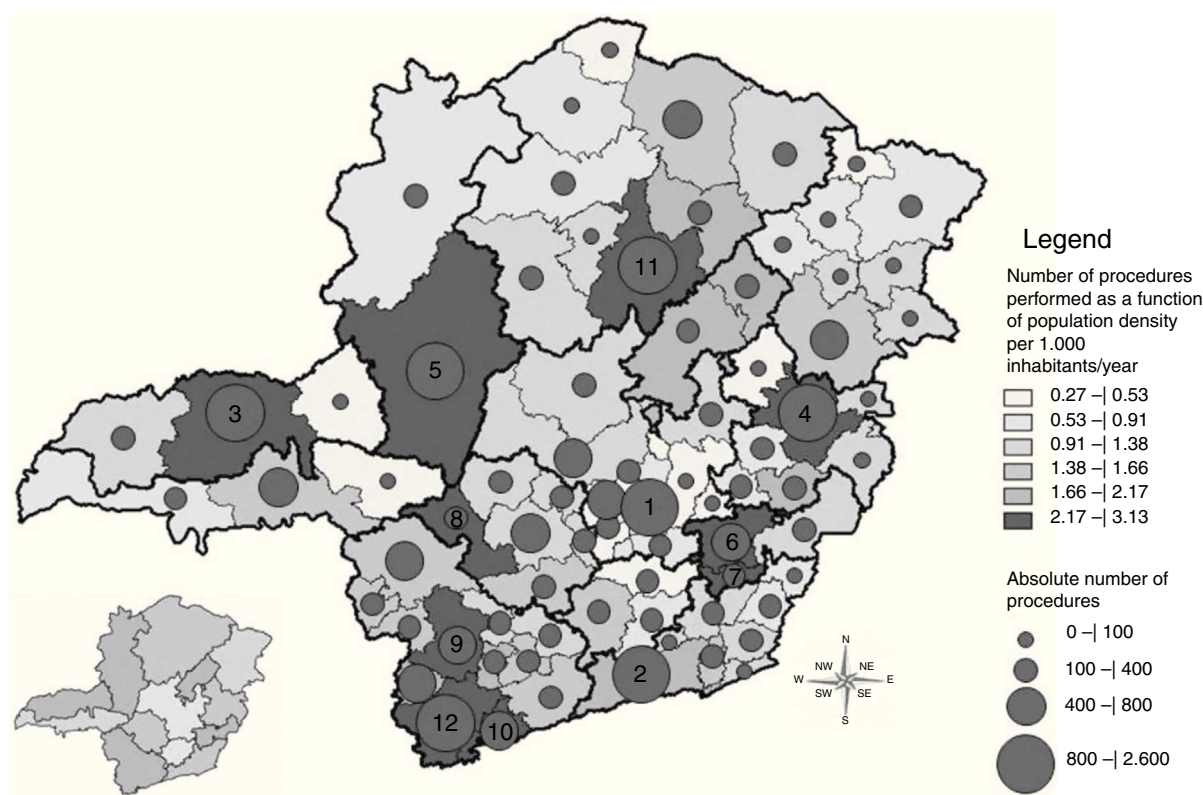 11
5
3
4
1
8
6
7
9
2
12
10
N
NW NE
W E
SW SE
S
Legend
Number of procedures
performed as a function
of population density
per 1.000
inhabitants/year
0.27 –| 0.53
0.53 –| 0.91
0.91 –| 1.38
1.38 –| 1.66
1.66 –| 2.17
2.17 –| 3.13
Absolute number of
procedures
0 –| 100
100 –| 400
400 –| 800
800 –| 2.600